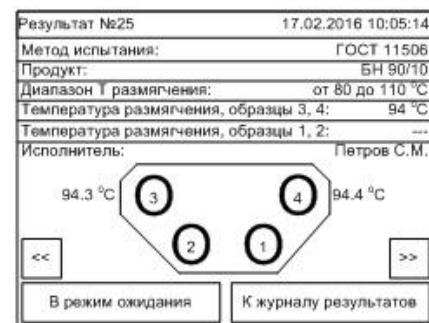 Результат №25 17.02.2016 10:05:14
Метод испытания: ГОСТ 11506
Продукт: БН 90/10
Диапазон Т размягчения: от 80 до 110 °C
Температура размягчения, образцы 3, 4: 94 °C
Температура размягчения, образцы 1, 2: ---
Исполнитель: Петров С.М.
94.3 °C 3 4 94.4 °C
2 1
<< >>
В режим ожидания К журналу результатов